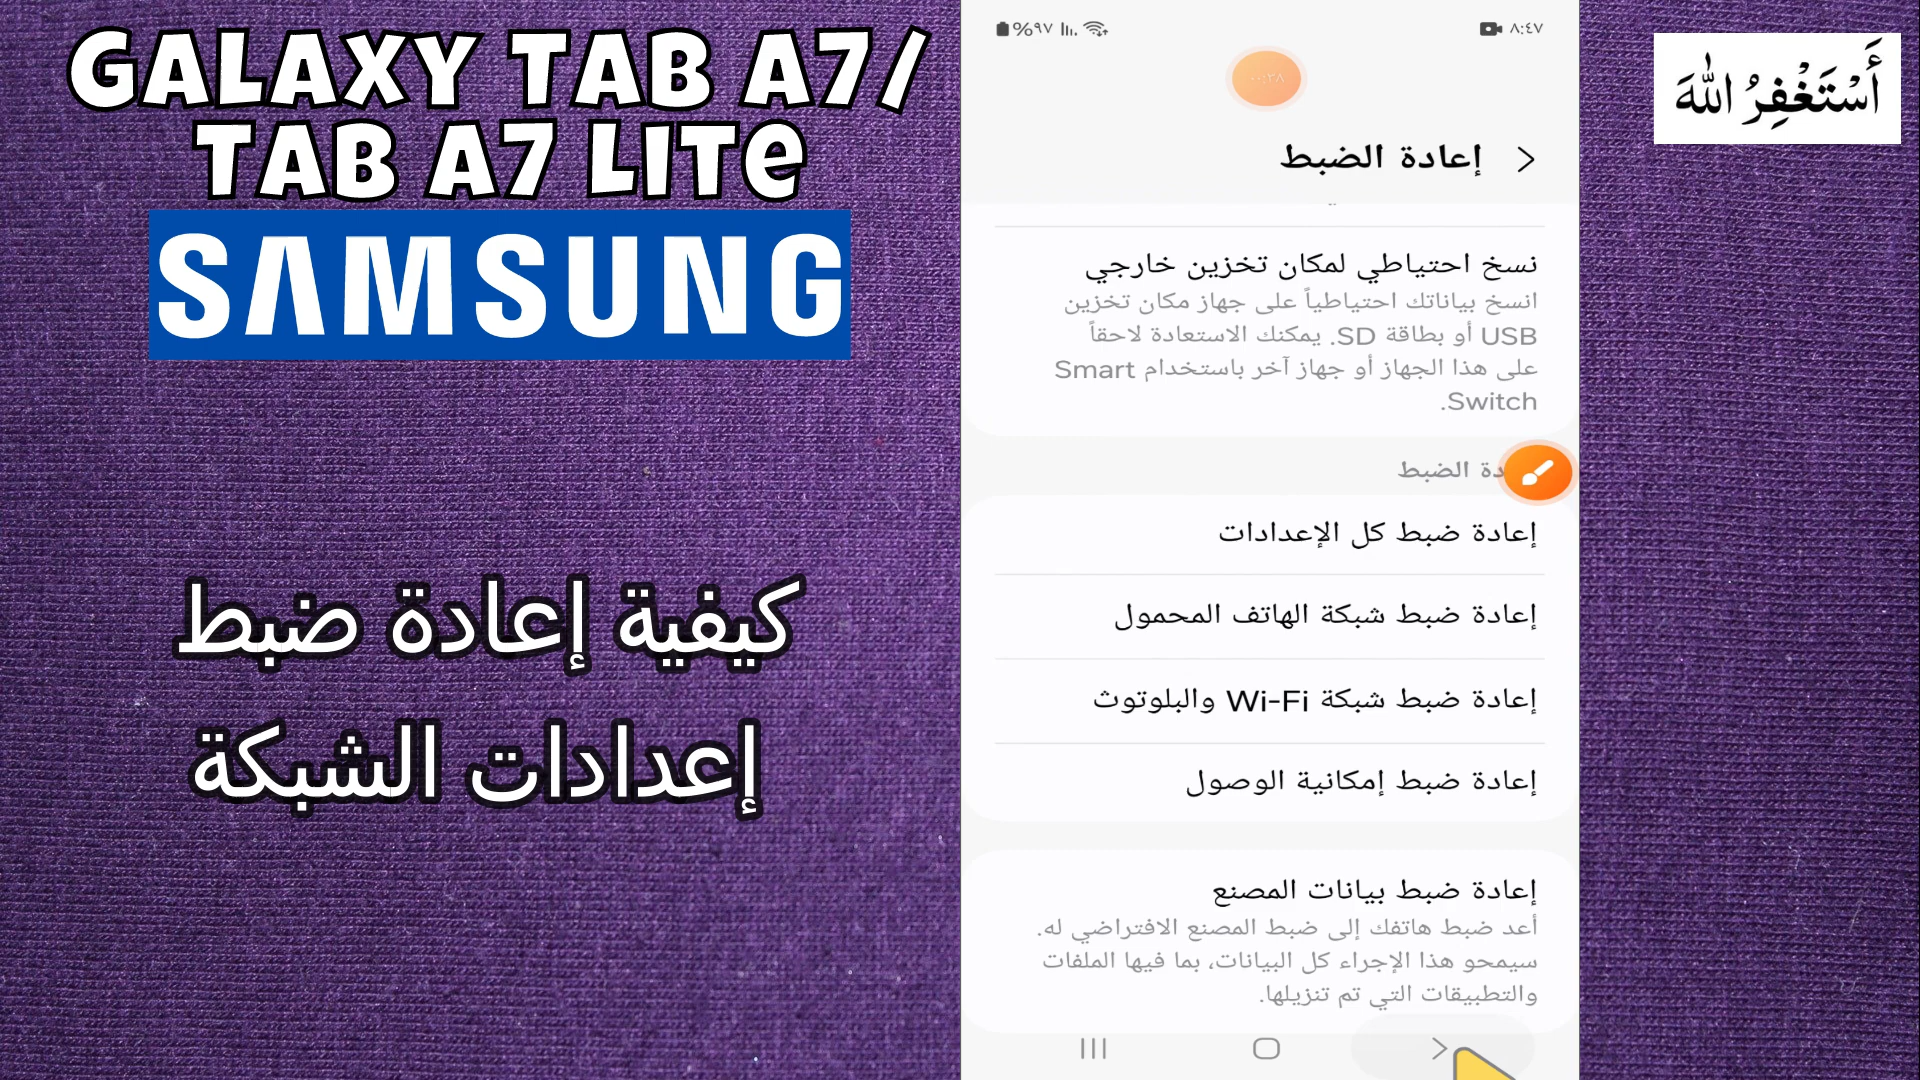 GALAXY TAB A7/
TAB A7 LITE
SAMSUNG
كيفية إعادة ضبط
إعدادات الشبكة
%٩٧
٨:٤٧
٠٠:٣٨
إعادة الضبط
نسخ احتياطي لمكان تخزين خارجي
انسخ بياناتك احتياطياً على جهاز مكان تخزين
USB أو بطاقة SD. يمكنك الاستعادة لاحقاً
على هذا الجهاز أو جهاز آخر باستخدام Smart
Switch.
الضبط
إعادة ضبط كل الإعدادات
إعادة ضبط شبكة الهاتف المحمول
إعادة ضبط شبكة Wi-Fi والبلوتوث
إعادة ضبط إمكانية الوصول
إعادة ضبط بيانات المصنع
أعد ضبط هاتفك إلى ضبط المصنع الافتراضي له.
سيمحو هذا الإجراء كل البيانات، بما فيها الملفات
والتطبيقات التي تم تنزيلها.
أَسْتَغْفِرُ اللهَ